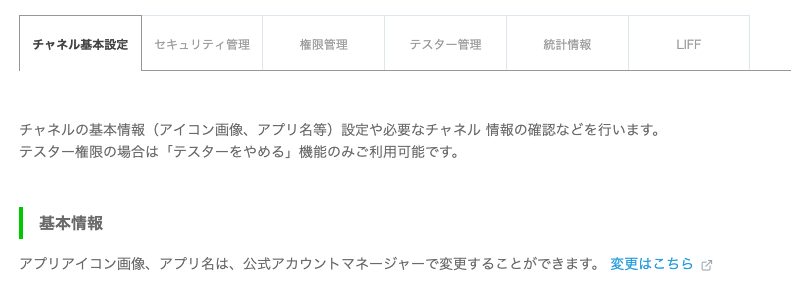 チャネル基本設定 セキュリティ管理 権限管理 テスター管理 統計情報 LIFF
チャネルの基本情報（アイコン画像、アプリ名等）設定や必要なチャネル 情報の確認などを行います。
テスター権限の場合は「テスターをやめる」機能のみご利用可能です。
基本情報
アプリアイコン画像、アプリ名は、公式アカウントマネージャーで変更することができます。 変更はこちら